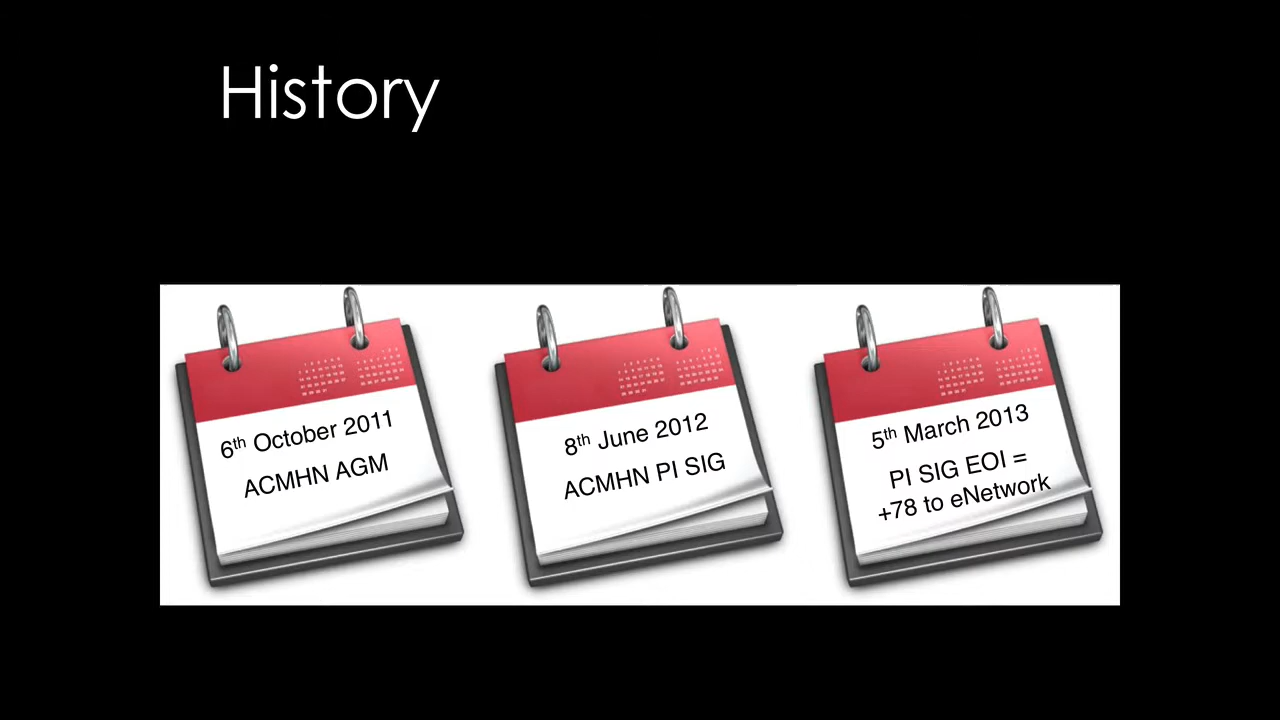 History
6th October 2011
ACMHN AGM
8th June 2012
ACMHN PI SIG
5th March 2013
PI SIG EOI =
+78 to eNetwork